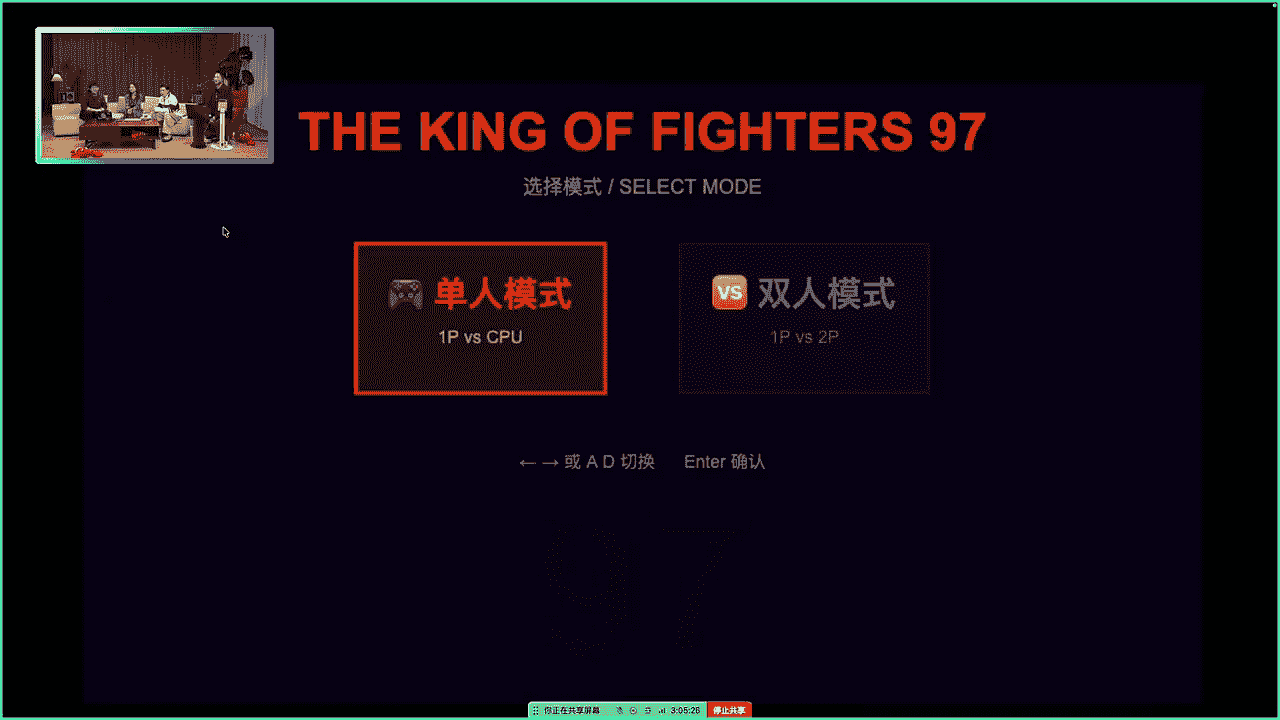 THE KING OF FIGHTERS 97
选择模式 / SELECT MODE
单人模式
1P vs CPU
VS 双人模式
1P vs 2P
← → 或 A D 切换 Enter 确认
97
你正在共享屏幕 3:05:26 停止共享